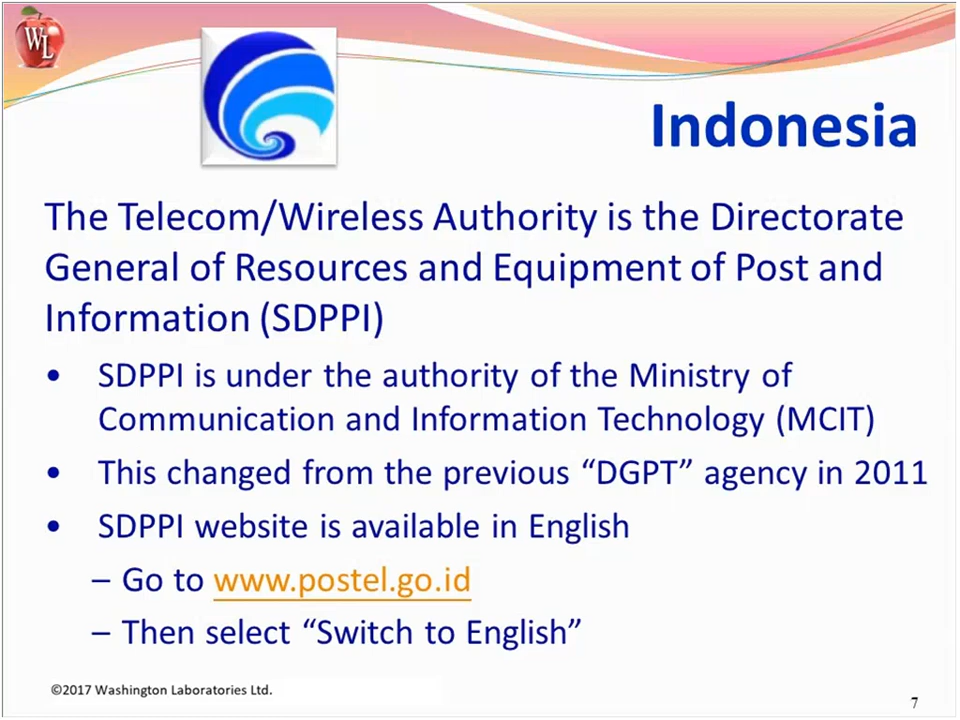 WL
Indonesia
The Telecom/Wireless Authority is the Directorate
General of Resources and Equipment of Post and
Information (SDPPI)
• SDPPI is under the authority of the Ministry of
Communication and Information Technology (MCIT)
• This changed from the previous “DGPT” agency in 2011
• SDPPI website is available in English
– Go to www.postel.go.id
– Then select “Switch to English”
©2017 Washington Laboratories Ltd.
7